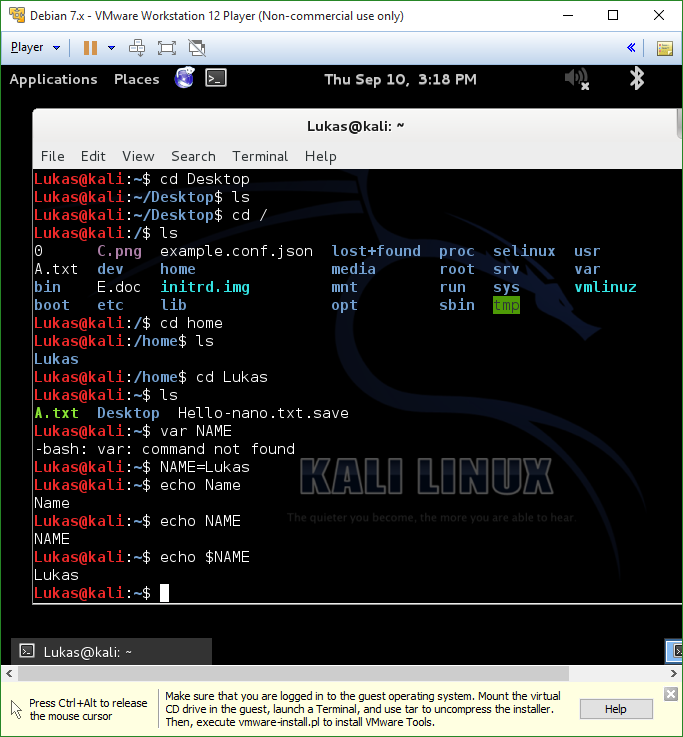 Debian 7.x - VMware Workstation 12 Player (Non-commercial use only)
Player
Applications Places Thu Sep 10, 3:18 PM
Lukas@kali: ~
File Edit View Search Terminal Help
Lukas@kali:~$ cd Desktop
Lukas@kali:~/Desktop$ ls
Lukas@kali:~/Desktop$ cd /
Lukas@kali:/$ ls
0 C.png example.conf.json lost+found proc selinux usr
A.txt dev home media root srv var
bin E.doc initrd.img mnt run sys vmlinuz
boot etc lib opt sbin tmp
Lukas@kali:/$ cd home
Lukas@kali:/home$ ls
Lukas
Lukas@kali:/home$ cd Lukas
Lukas@kali:~$ ls
A.txt Desktop Hello-nano.txt.save
Lukas@kali:~$ var NAME
-bash: var: command not found
Lukas@kali:~$ NAME=Lukas
Lukas@kali:~$ echo Name
Name
Lukas@kali:~$ echo NAME
NAME
Lukas@kali:~$ echo $NAME
Lukas
Lukas@kali:~$
KALI LINUX
The quieter you become, the more you are able to hear.
Lukas@kali: ~
Press Ctrl+Alt to release
the mouse cursor
Make sure that you are logged in to the guest operating system. Mount the virtual
CD drive in the guest, launch a Terminal, and use tar to uncompress the installer.
Then, execute vmware-install.pl to install VMware Tools.
Help